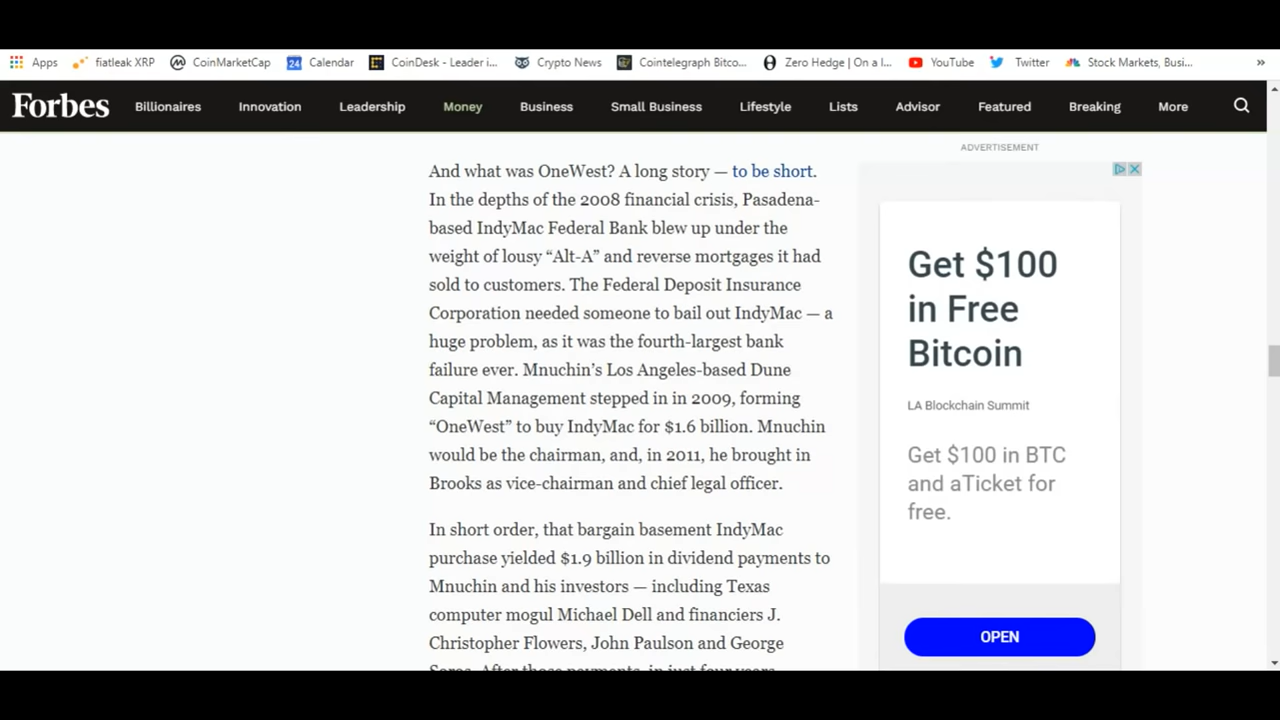 Apps fiatleak XRP CoinMarketCap Calendar CoinDesk - Leader i... Crypto News Cointelegraph Bitco... Zero Hedge | On a l... YouTube Twitter Stock Markets, Busi... »
Forbes Billionaires Innovation Leadership Money Business Small Business Lifestyle Lists Advisor Featured Breaking More
And what was OneWest? A long story — to be short.
In the depths of the 2008 financial crisis, Pasadena-
based IndyMac Federal Bank blew up under the
weight of lousy “Alt-A” and reverse mortgages it had
sold to customers. The Federal Deposit Insurance
Corporation needed someone to bail out IndyMac — a
huge problem, as it was the fourth-largest bank
failure ever. Mnuchin’s Los Angeles-based Dune
Capital Management stepped in in 2009, forming
“OneWest” to buy IndyMac for $1.6 billion. Mnuchin
would be the chairman, and, in 2011, he brought in
Brooks as vice-chairman and chief legal officer.
In short order, that bargain basement IndyMac
purchase yielded $1.9 billion in dividend payments to
Mnuchin and his investors — including Texas
computer mogul Michael Dell and financiers J.
Christopher Flowers, John Paulson and George
Soros. After those payments, in just four years,
ADVERTISEMENT
Get $100
in Free
Bitcoin
LA Blockchain Summit
Get $100 in BTC
and aTicket for
free.
OPEN